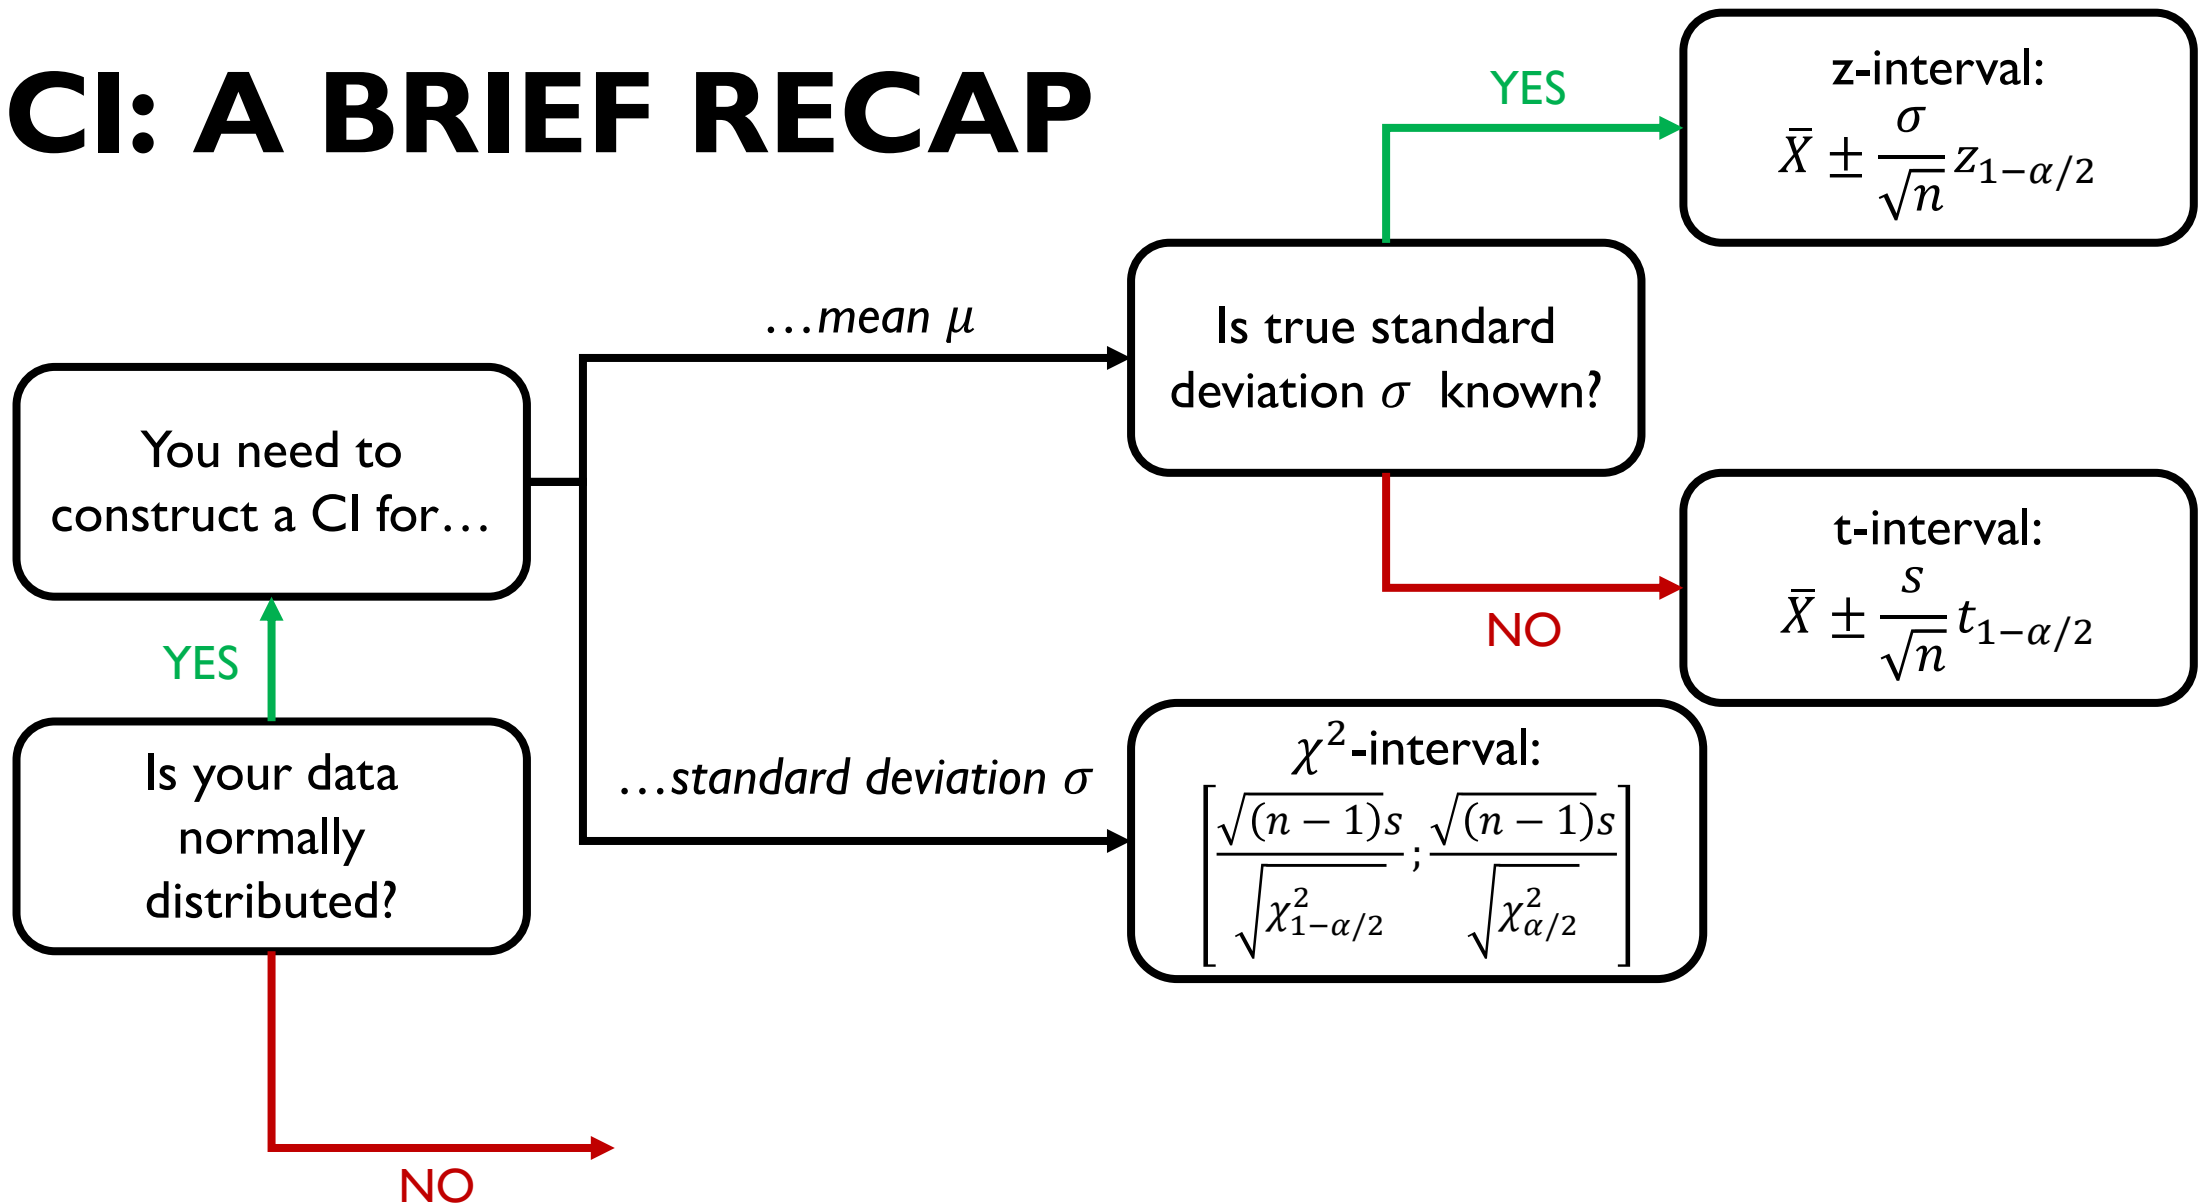 CI: A BRIEF RECAP
YES
z-interval:
X̄ ± σ/√n z₁₋α/₂
…mean μ
Is true standard
deviation σ known?
You need to
construct a CI for…
NO
t-interval:
X̄ ± s/√n t₁₋α/₂
YES
Is your data
normally
distributed?
…standard deviation σ
χ²-interval:
[√(n − 1)s/√χ²₁₋α/₂ ; √(n − 1)s/√χ²α/₂]
NO